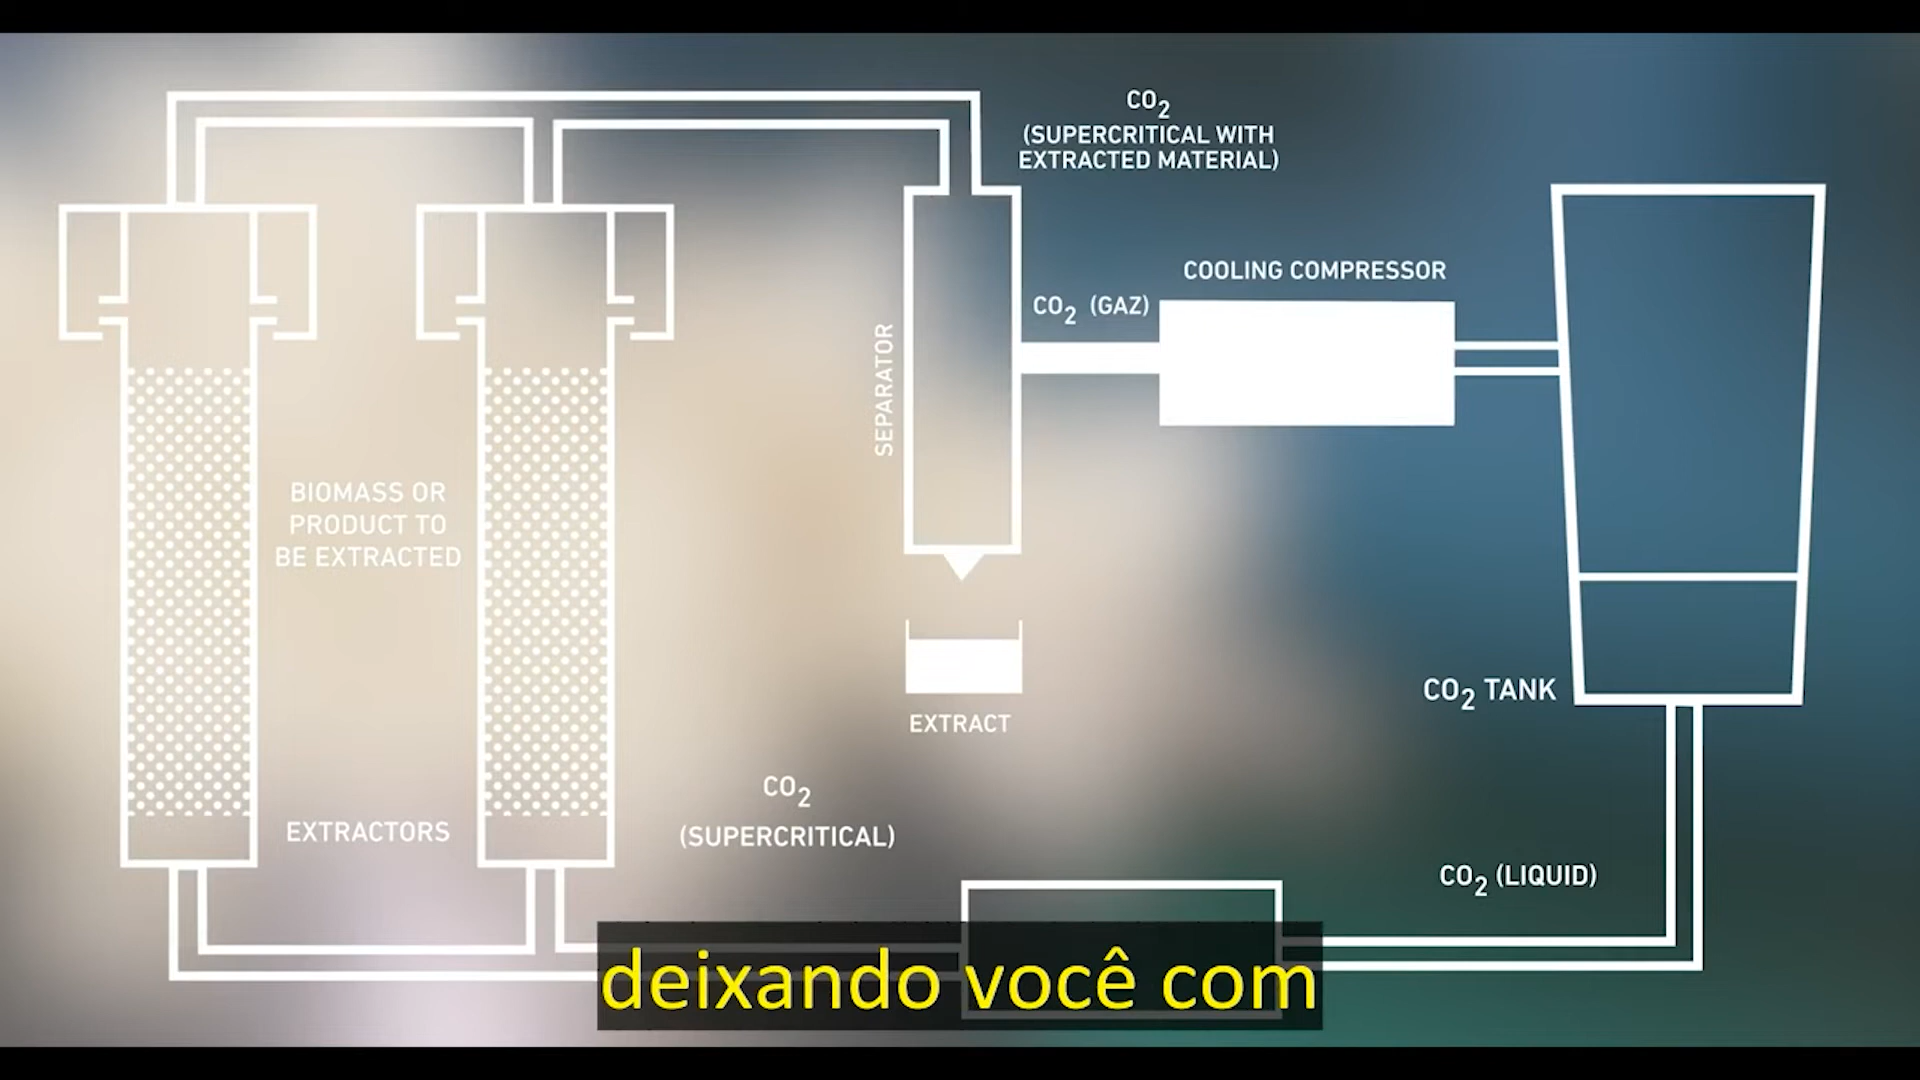 CO2
(SUPERCRITICAL WITH
EXTRACTED MATERIAL)
COOLING COMPRESSOR
CO2 (GAZ)
SEPARATOR
BIOMASS OR
PRODUCT TO
BE EXTRACTED
EXTRACT
CO2 TANK
EXTRACTORS
CO2
(SUPERCRITICAL)
CO2 (LIQUID)
deixando você com